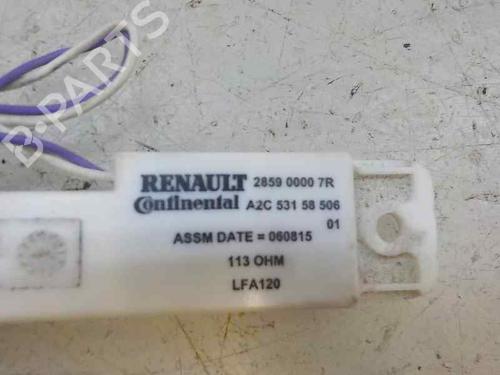 B-PARTS
RENAULT 2859 0000 7R
Continental A2C 531 58 506
01
ASSM DATE = 060815
113 OHM
LFA120